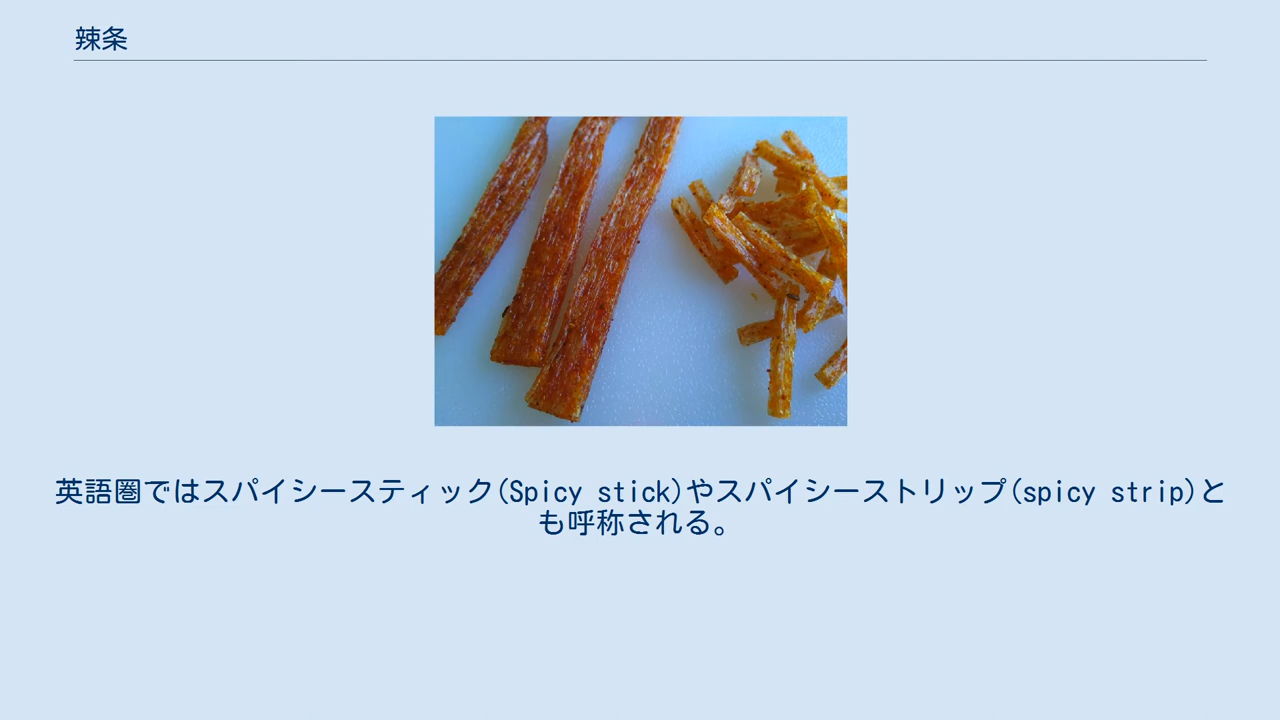 辣条
英語圏ではスパイシースティック(Spicy stick)やスパイシーストリップ(spicy strip)と
も呼称される。